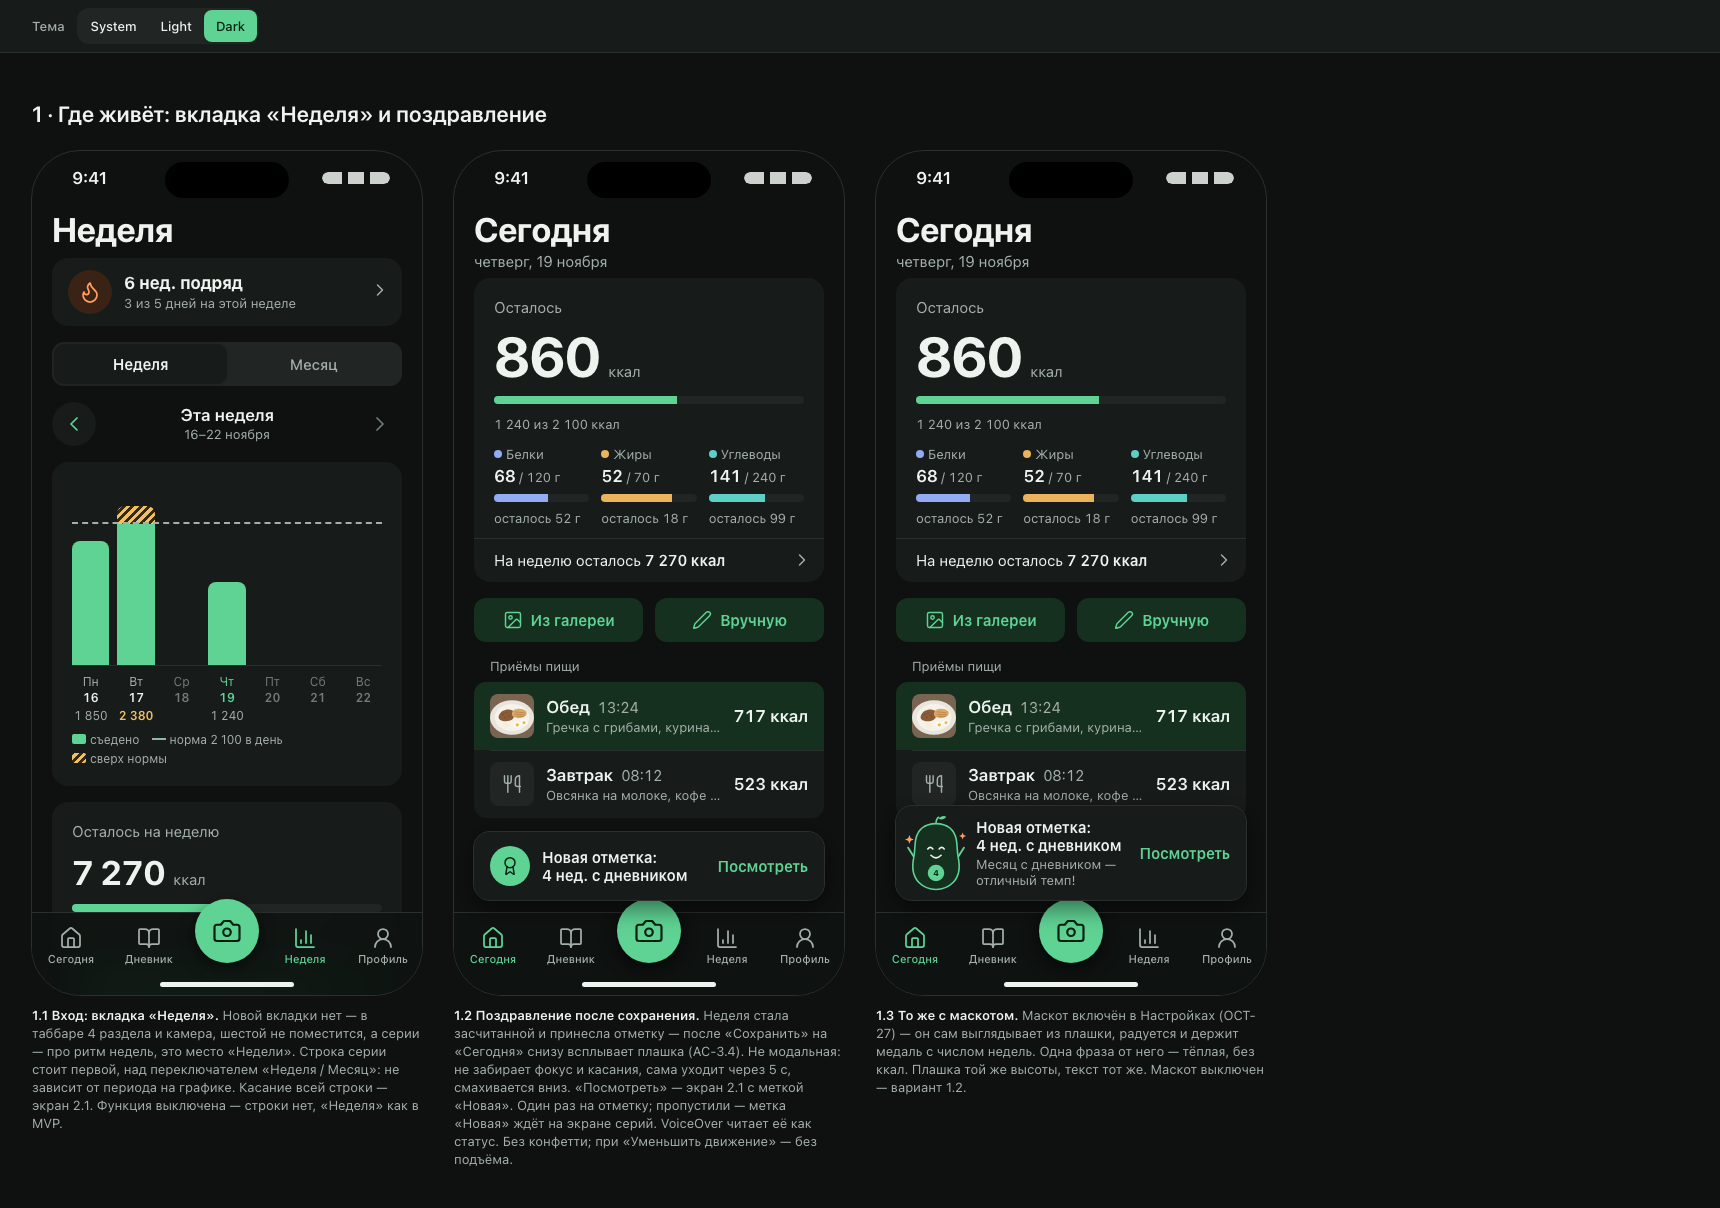 Тема System Light Dark
1 · Где живёт: вкладка «Неделя» и поздравление
9:41
Неделя
6 нед. подряд
3 из 5 дней на этой неделе
Неделя Месяц
Эта неделя
16–22 ноября
Пн Вт Ср Чт Пт Сб Вс
16 17 18 19 20 21 22
1 850 2 380 1 240
съедено норма 2 100 в день
сверх нормы
Осталось на неделю
7 270 ккал
Сегодня Дневник Неделя Профиль
1.1 Вход: вкладка «Неделя». Новой вкладки нет — в
таббаре 4 раздела и камера, шестой не поместится, а серии
— про ритм недель, это место «Недели». Строка серии
стоит первой, над переключателем «Неделя / Месяц»: не
зависит от периода на графике. Касание всей строки —
экран 2.1. Функция выключена — строки нет, «Неделя» как в
MVP.
9:41
Сегодня
четверг, 19 ноября
Осталось
860 ккал
1 240 из 2 100 ккал
Белки Жиры Углеводы
68 / 120 г 52 / 70 г 141 / 240 г
осталось 52 г осталось 18 г осталось 99 г
На неделю осталось 7 270 ккал
Из галереи Вручную
Приёмы пищи
Обед 13:24
Гречка с грибами, курина... 717 ккал
Завтрак 08:12
Овсянка на молоке, кофе ... 523 ккал
Новая отметка:
4 нед. с дневником Посмотреть
Сегодня Дневник Неделя Профиль
1.2 Поздравление после сохранения. Неделя стала
засчитанной и принесла отметку — после «Сохранить» на
«Сегодня» снизу всплывает плашка (АС-3.4). Не модальная:
не забирает фокус и касания, сама уходит через 5 с,
смахивается вниз. «Посмотреть» — экран 2.1 с меткой
«Новая». Один раз на отметку; пропустили — метка
«Новая» ждёт на экране серий. VoiceOver читает её как
статус. Без конфетти; при «Уменьшить движение» — без
подъёма.
9:41
Сегодня
четверг, 19 ноября
Осталось
860 ккал
1 240 из 2 100 ккал
Белки Жиры Углеводы
68 / 120 г 52 / 70 г 141 / 240 г
осталось 52 г осталось 18 г осталось 99 г
На неделю осталось 7 270 ккал
Из галереи Вручную
Приёмы пищи
Обед 13:24
Гречка с грибами, курина... 717 ккал
Завтрак 08:12
Овсянка на молоке, кофе ... 523 ккал
4
Новая отметка:
4 нед. с дневником
Месяц с дневником —
отличный темп!
Посмотреть
Сегодня Дневник Неделя Профиль
1.3 То же с маскотом. Маскот включён в Настройках (ОСТ-
27) — он сам выглядывает из плашки, радуется и держит
медаль с числом недель. Одна фраза от него — тёплая, без
ккал. Плашка той же высоты, текст тот же. Маскот выключен
— вариант 1.2.